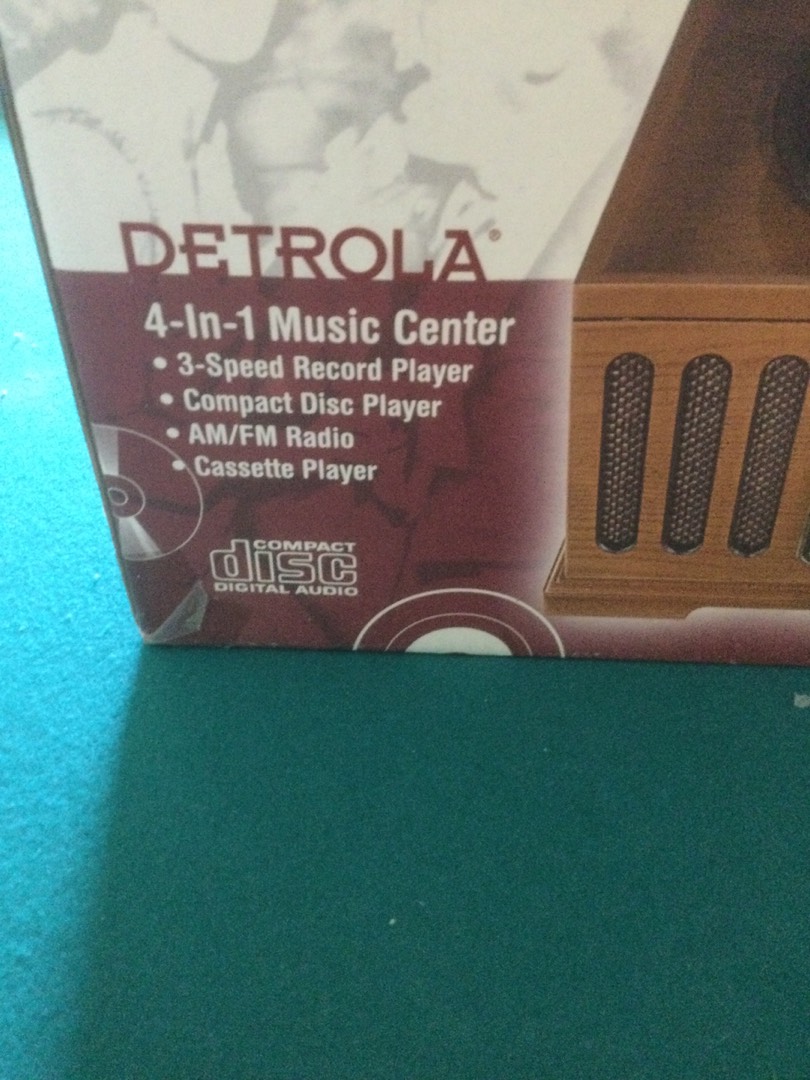 DETROLA®
4-In-1 Music Center
• 3-Speed Record Player
• Compact Disc Player
• AM/FM Radio
• Cassette Player
COMPACT
disc
DIGITAL AUDIO